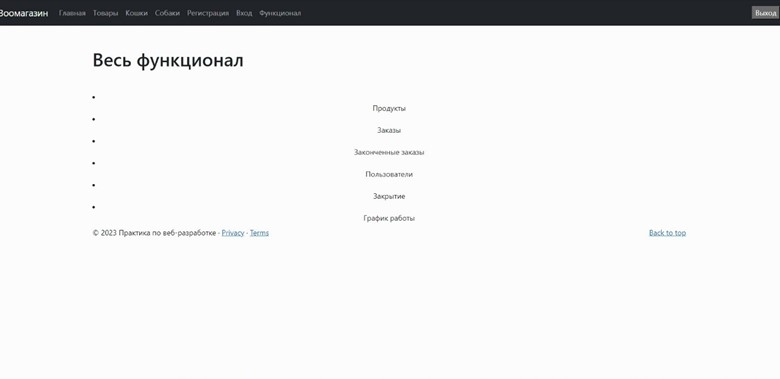 Зоомагазин Главная Товары Кошки Собаки Регистрация Вход Функционал Выход
Весь функционал
Продукты
Заказы
Законченные заказы
Пользователи
Закрытие
График работы
© 2023 Практика по веб-разработке · Privacy · Terms Back to top